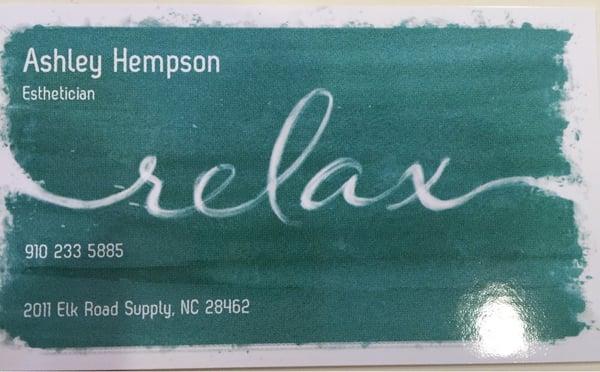 Ashley Hempson
Esthetician
relax
910 233 5885
2011 Elk Road Supply, NC 28462